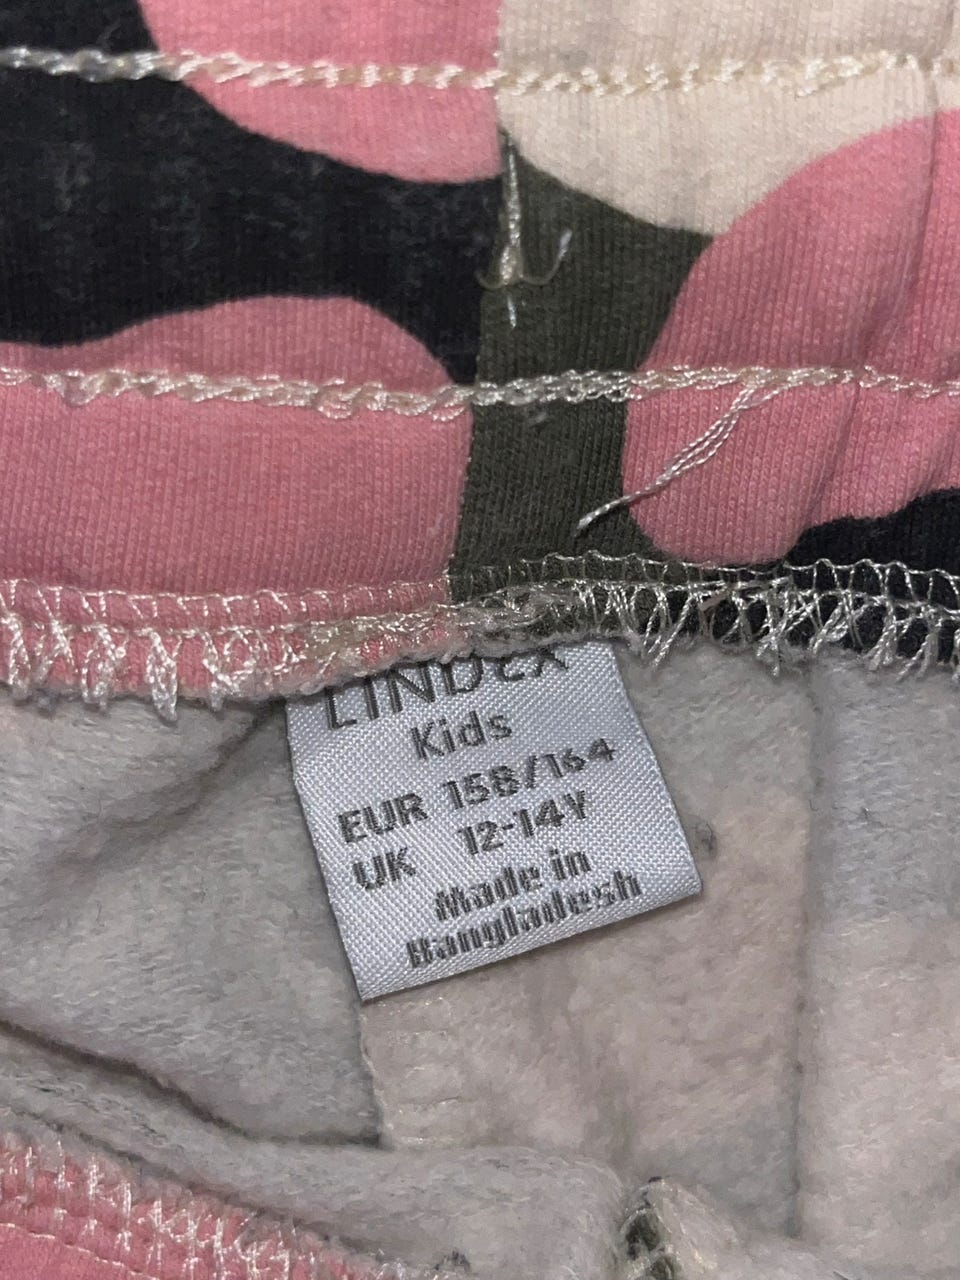 LINDEX
Kids
EUR 158/164
UK 12-14Y
Made in
Bangladesh